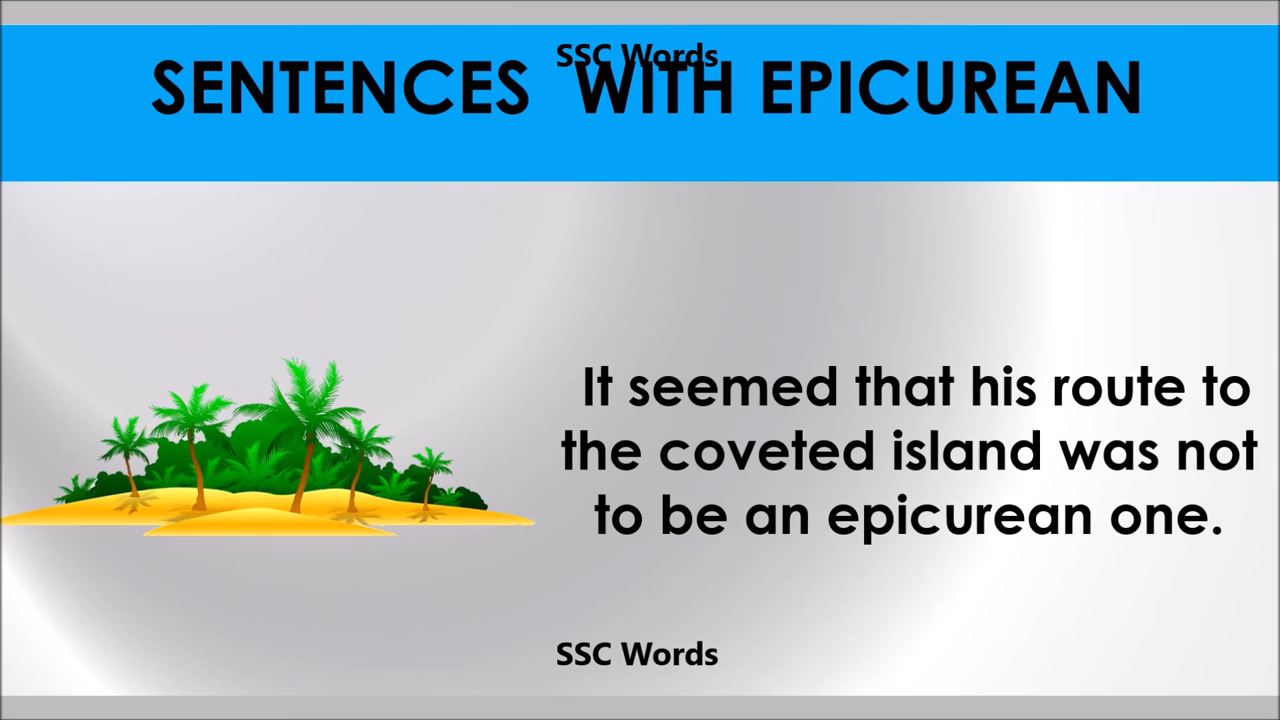 SSC Words
SENTENCES WITH EPICUREAN
It seemed that his route to
the coveted island was not
to be an epicurean one.
SSC Words